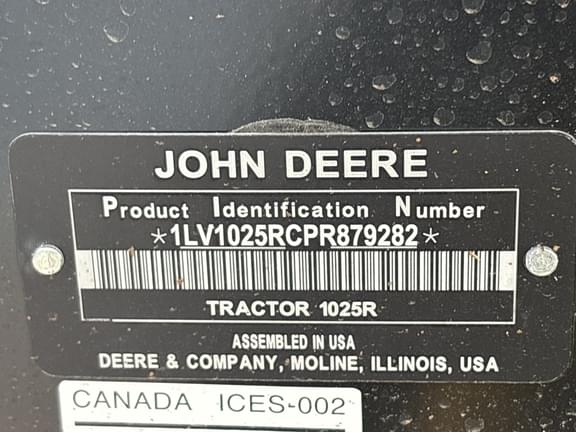 JOHN DEERE
Product Identification Number
*1LV1025RCPR879282*
TRACTOR 1025R
ASSEMBLED IN USA
DEERE & COMPANY, MOLINE, ILLINOIS, USA
CANADA ICES-002